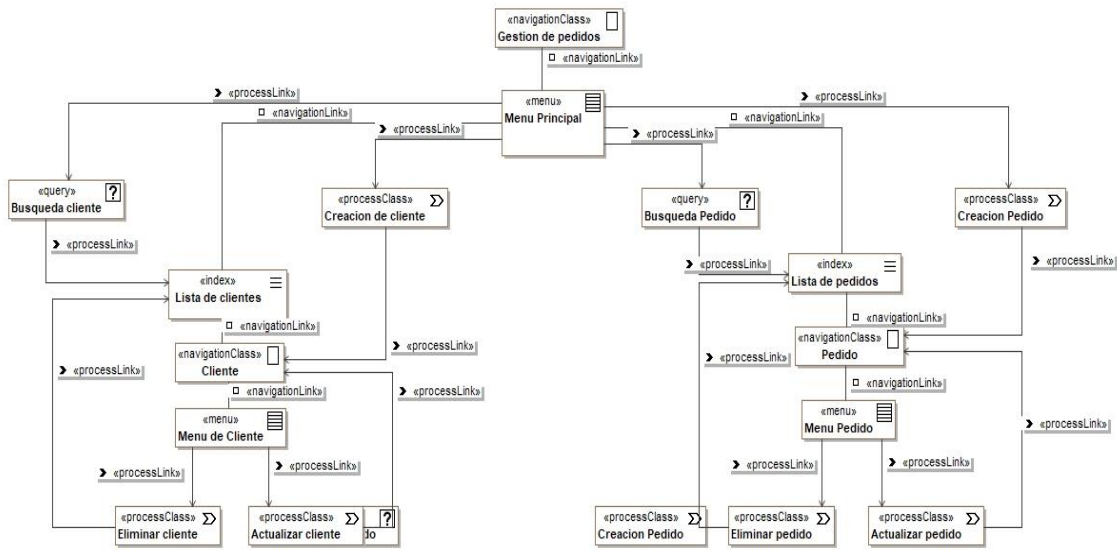 «navigationClass»
Gestion de pedidos
«navigationLink»
«processLink»
«navigationLink»
«processLink»
«menu»
Menu Principal
«processLink»
«navigationLink»
«processLink»
«query»
Busqueda cliente
?
«processClass»
Creacion de cliente
«query»
Busqueda Pedido
?
«processClass»
Creacion Pedido
«processLink»
«processLink»
«processLink»
«index»
Lista de clientes
«index»
Lista de pedidos
«navigationLink»
«navigationLink»
«navigationClass»
Cliente
«processLink»
«navigationClass»
Pedido
«processLink»
«processLink»
«processLink»
«navigationLink»
«navigationLink»
«menu»
Menu de Cliente
«menu»
Menu Pedido
«processLink»
«processLink»
«processLink»
«processLink»
«processLink»
«processClass»
Eliminar cliente
«processClass»
Actualizar cliente
?
do
«processClass»
Creacion Pedido
«processClass»
Eliminar pedido
«processClass»
Actualizar pedido